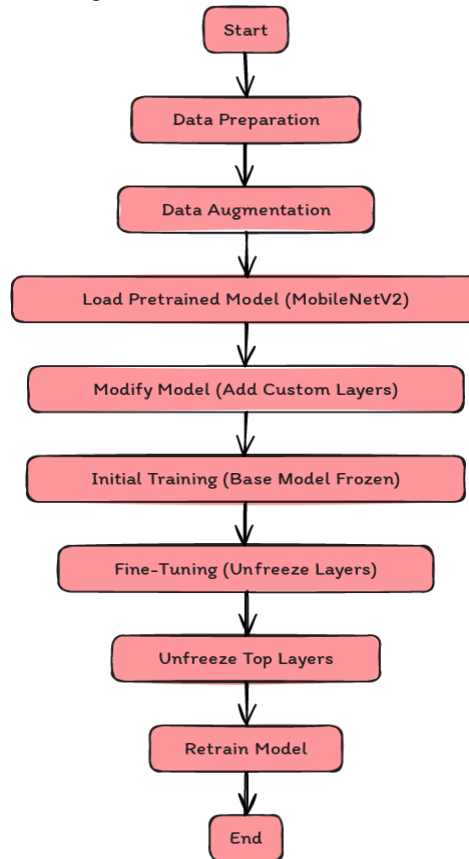 Start
Data Preparation
Data Augmentation
Load Pretrained Model (MobileNetV2)
Modify Model (Add Custom Layers)
Initial Training (Base Model Frozen)
Fine-Tuning (Unfreeze Layers)
Unfreeze Top Layers
Retrain Model
End